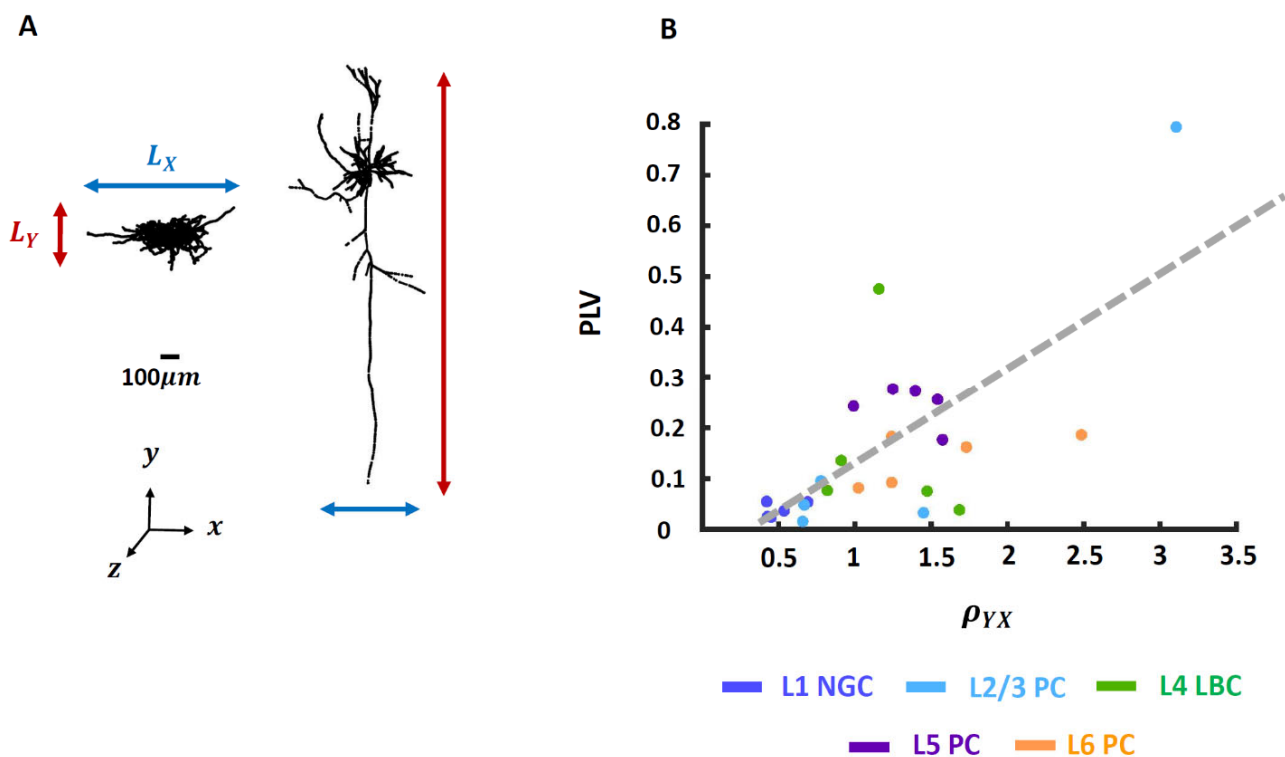 A
B
L_X
L_Y
100μm
y
x
z
PLV
0.8
0.7
0.6
0.5
0.4
0.3
0.2
0.1
0
0.5 1 1.5 2 2.5 3 3.5
ρ_YX
L1 NGC L2/3 PC L4 LBC
L5 PC L6 PC